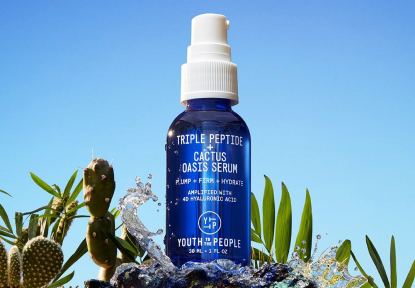 TRIPLE PEPTIDE
+
CACTUS
OASIS SERUM
PLUMP + FIRM + HYDRATE
AMPLIFIED WITH
4D HYALURONIC ACID
Y P
YOUTH TO THE PEOPLE
30 ML • 1 FL OZ